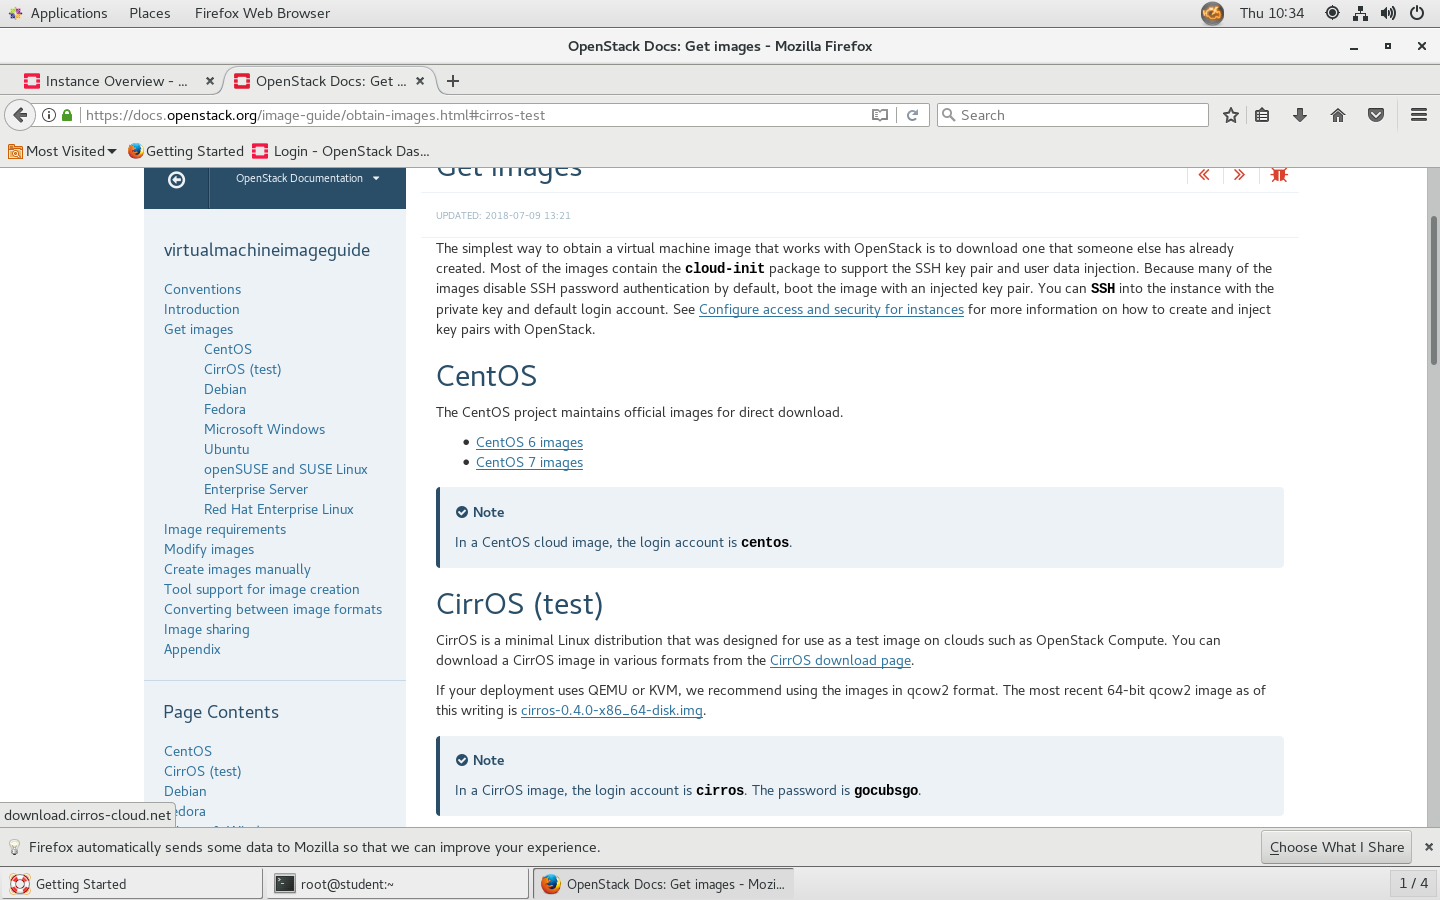 Applications Places Firefox Web Browser Thu 10:34
OpenStack Docs: Get images - Mozilla Firefox
Instance Overview - ... OpenStack Docs: Get ...
https://docs.openstack.org/image-guide/obtain-images.html#cirros-test Search
Most Visited Getting Started Login - OpenStack Das...
OpenStack Documentation
Get images
UPDATED: 2018-07-09 13:21
virtualmachineimageguide
Conventions
Introduction
Get images
CentOS
CirrOS (test)
Debian
Fedora
Microsoft Windows
Ubuntu
openSUSE and SUSE Linux
Enterprise Server
Red Hat Enterprise Linux
Image requirements
Modify images
Create images manually
Tool support for image creation
Converting between image formats
Image sharing
Appendix
Page Contents
CentOS
CirrOS (test)
Debian
edora
The simplest way to obtain a virtual machine image that works with OpenStack is to download one that someone else has already
created. Most of the images contain the cloud-init package to support the SSH key pair and user data injection. Because many of the
images disable SSH password authentication by default, boot the image with an injected key pair. You can SSH into the instance with the
private key and default login account. See Configure access and security for instances for more information on how to create and inject
key pairs with OpenStack.
CentOS
The CentOS project maintains official images for direct download.
CentOS 6 images
CentOS 7 images
Note
In a CentOS cloud image, the login account is centos.
CirrOS (test)
CirrOS is a minimal Linux distribution that was designed for use as a test image on clouds such as OpenStack Compute. You can
download a CirrOS image in various formats from the CirrOS download page.
If your deployment uses QEMU or KVM, we recommend using the images in qcow2 format. The most recent 64-bit qcow2 image as of
this writing is cirros-0.4.0-x86_64-disk.img.
Note
In a CirrOS image, the login account is cirros. The password is gocubsgo.
download.cirros-cloud.net
Firefox automatically sends some data to Mozilla so that we can improve your experience. Choose What I Share
Getting Started root@student:~ OpenStack Docs: Get images - Mozi... 1 / 4